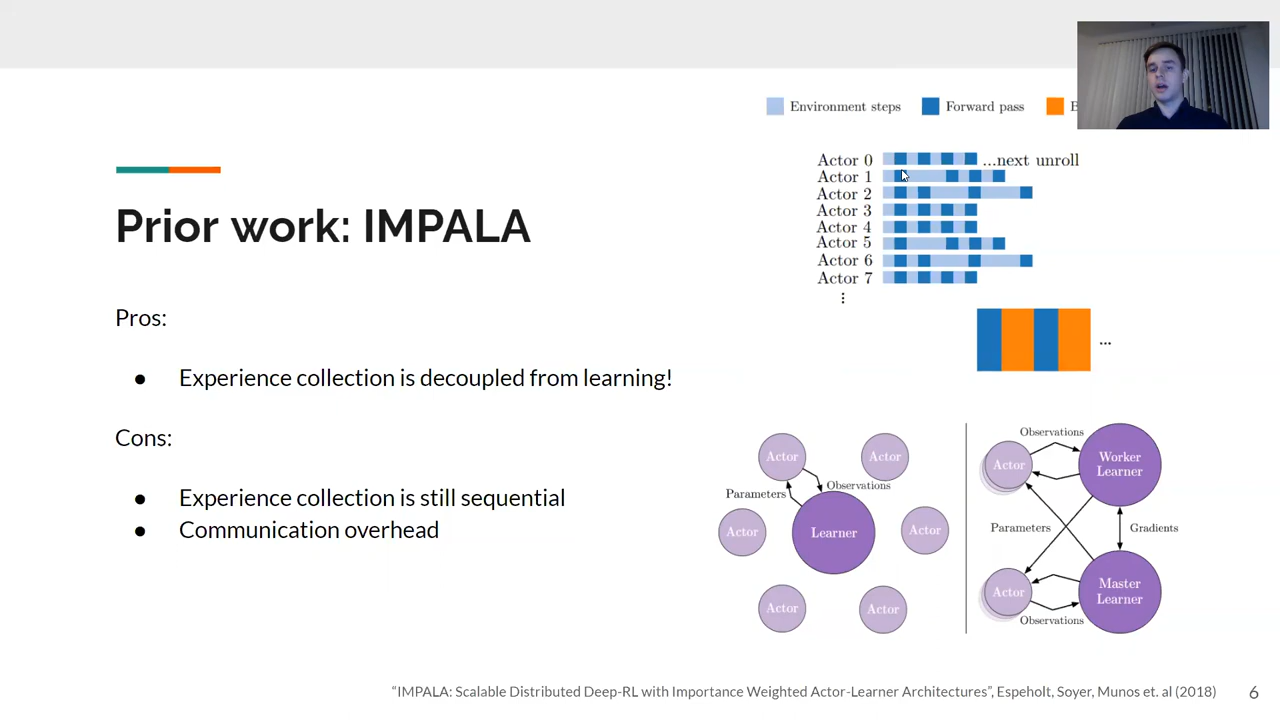 Environment steps
Forward pass
Actor 0 ...next unroll
Actor 1
Actor 2
Actor 3
Actor 4
Actor 5
Actor 6
Actor 7
...
Prior work: IMPALA
Pros:
● Experience collection is decoupled from learning!
Cons:
● Experience collection is still sequential
● Communication overhead
Actor
Actor
Parameters
Observations
Actor
Learner
Actor
Actor
Actor
Observations
Actor
Worker
Learner
Parameters
Gradients
Actor
Master
Learner
Observations
“IMPALA: Scalable Distributed Deep-RL with Importance Weighted Actor-Learner Architectures”, Espeholt, Soyer, Munos et. al (2018)
6